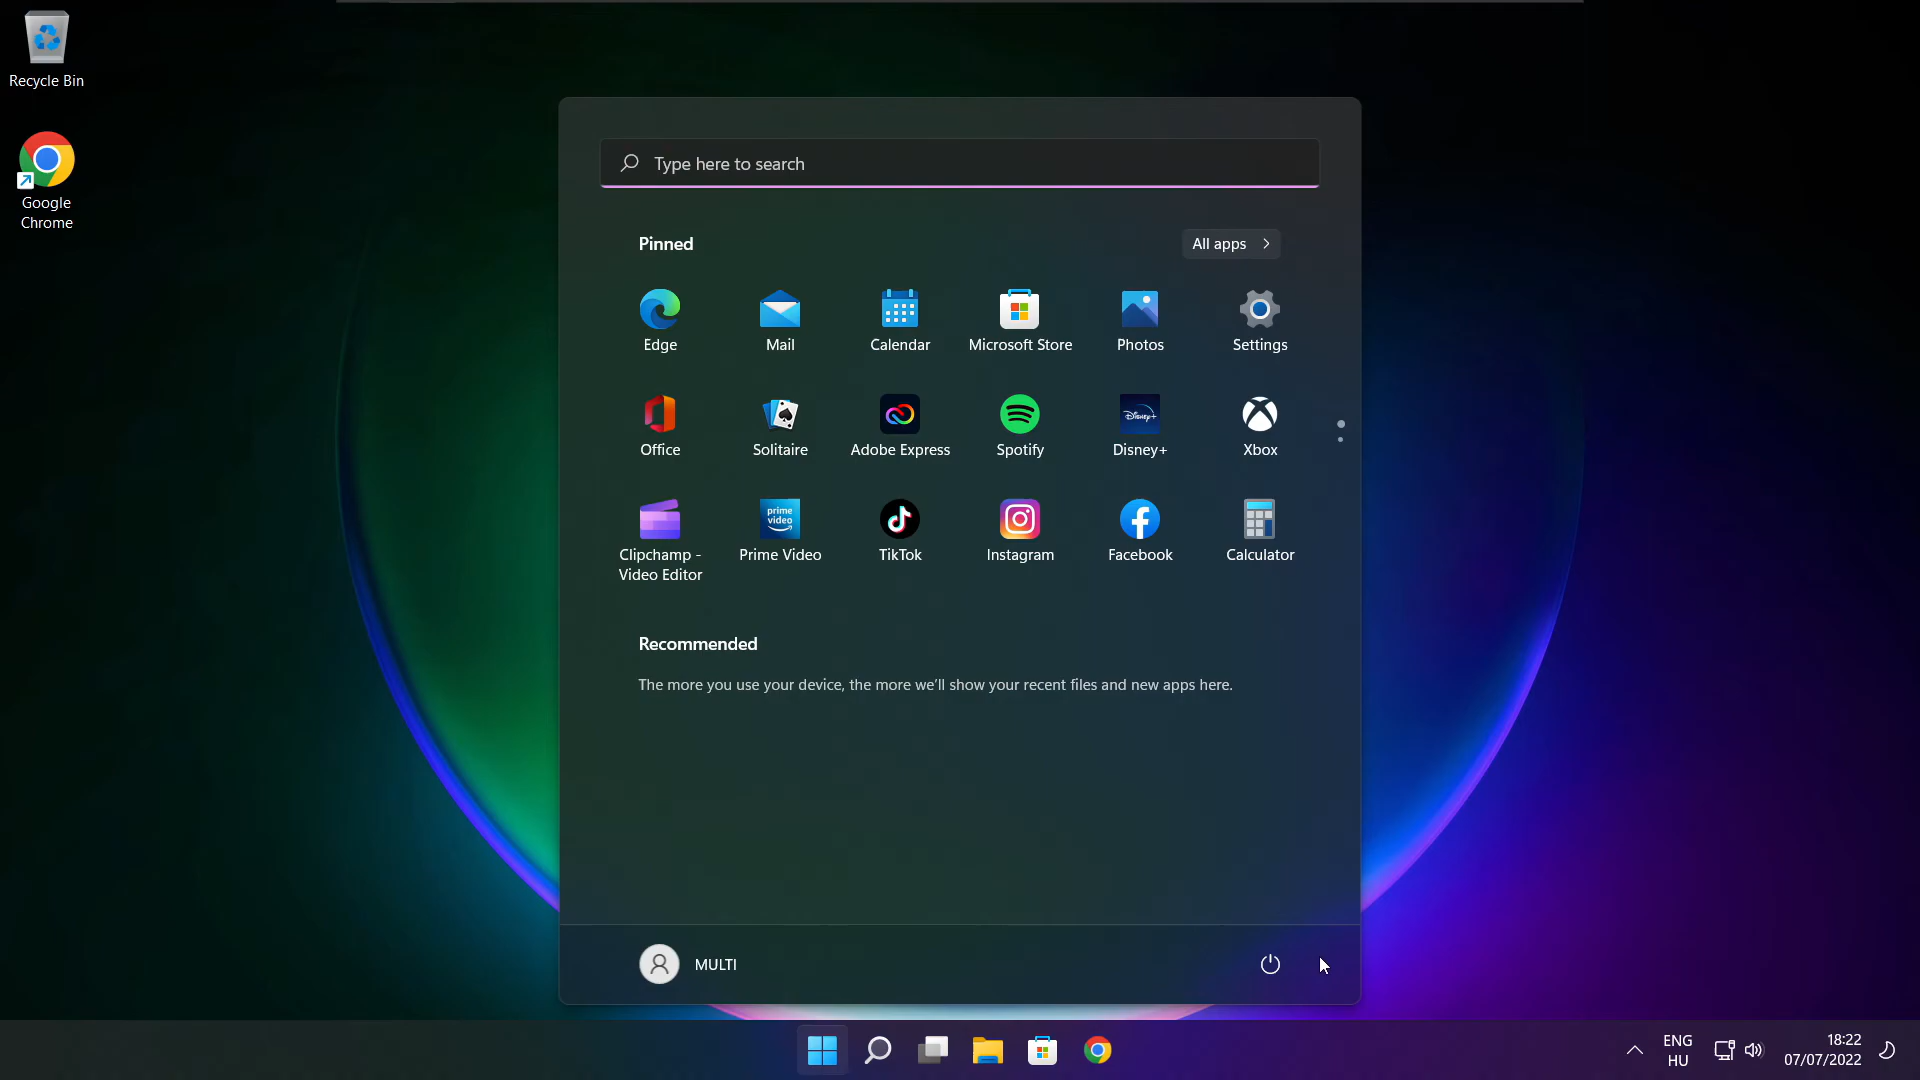 Recycle Bin
Google
Chrome
Type here to search
Pinned
All apps
Edge
Mail
Calendar
Microsoft Store
Photos
Settings
Office
Solitaire
Adobe Express
Spotify
Disney+
Disney+
Xbox
prime
video
Clipchamp -
Video Editor
Prime Video
TikTok
Instagram
Facebook
Calculator
Recommended
The more you use your device, the more we'll show your recent files and new apps here.
MULTI
ENG
HU
18:22
07/07/2022